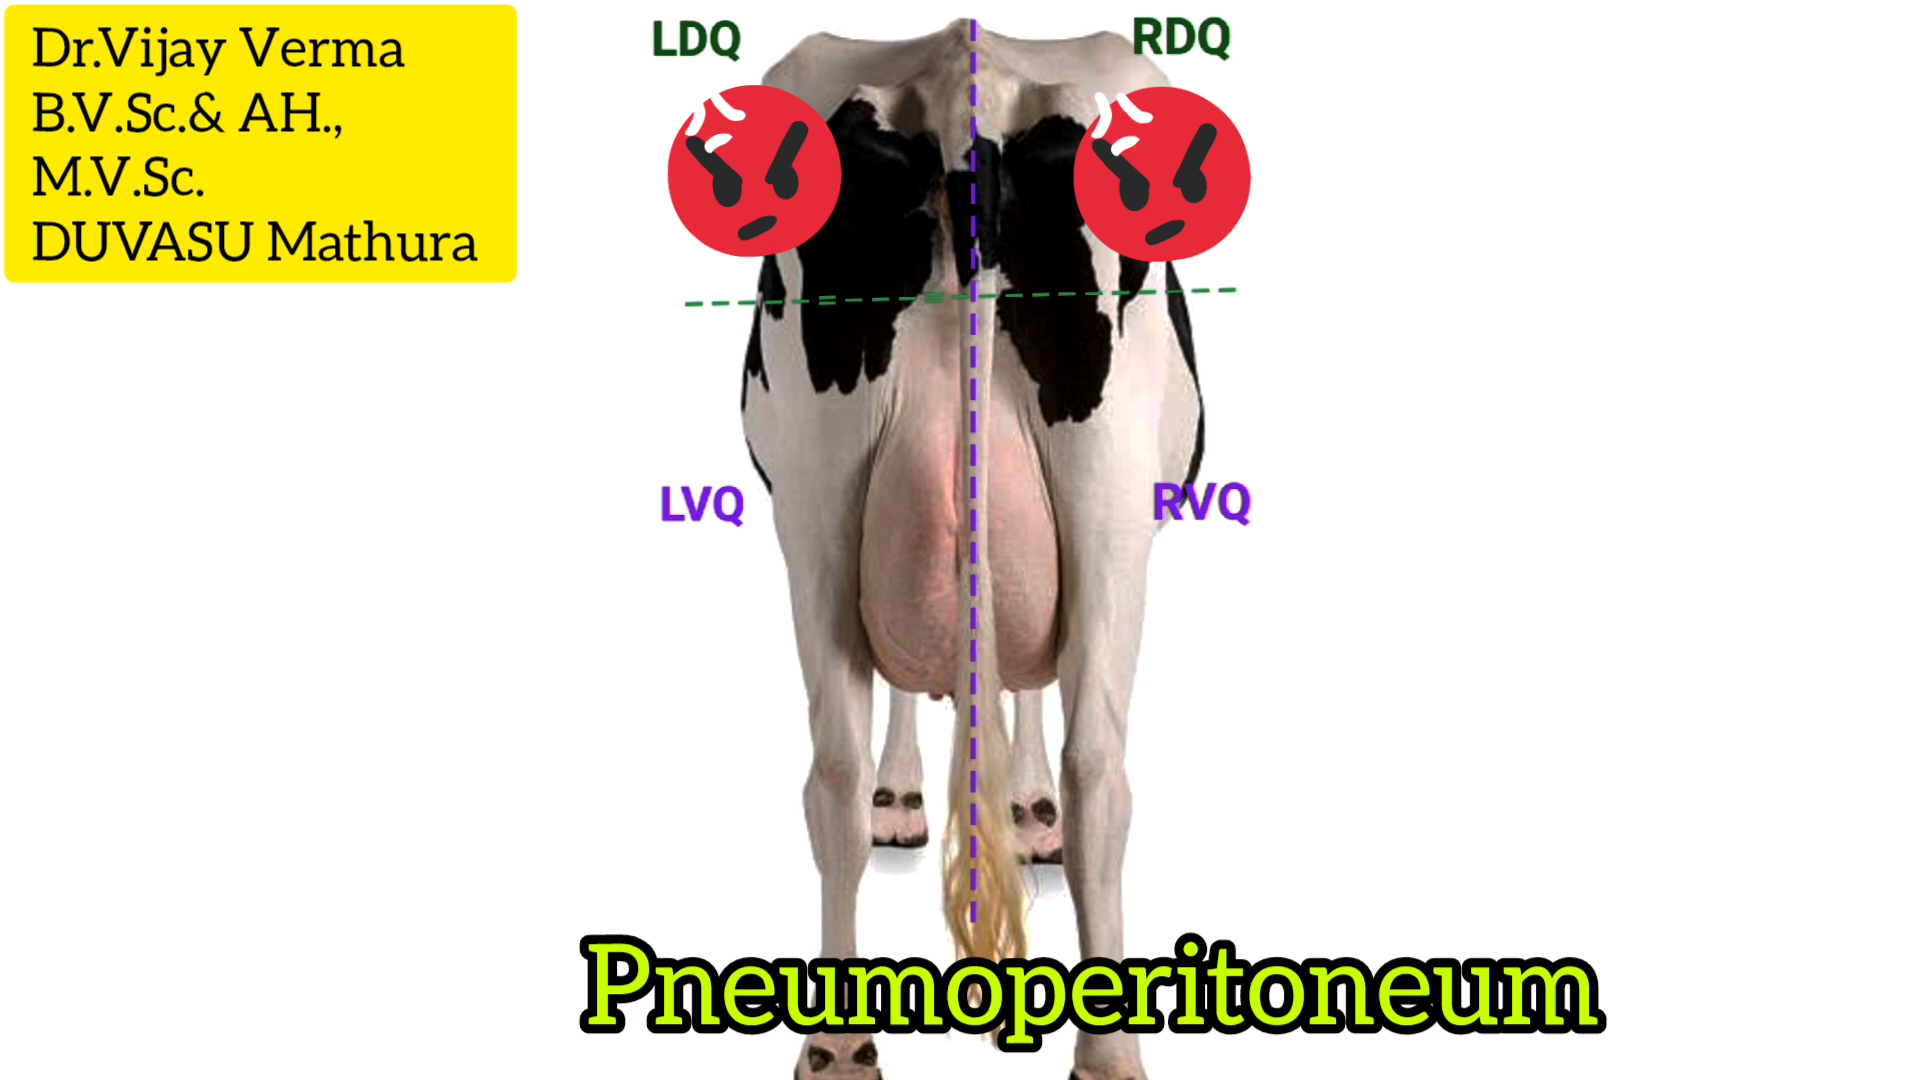 Dr.Vijay Verma
B.V.Sc.& AH.,
M.V.Sc.
DUVASU Mathura
LDQ
RDQ
LVQ
RVQ
Pneumoperitoneum